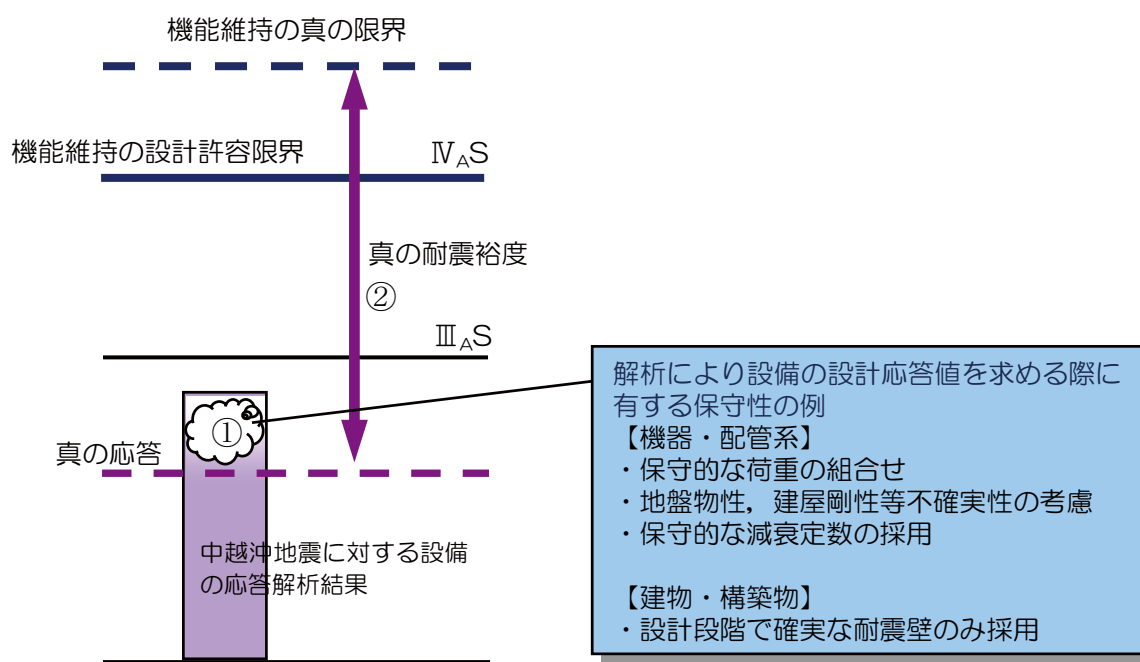 機能維持の真の限界
機能維持の設計許容限界
ⅣAS
真の耐震裕度
②
ⅢAS
①
真の応答
中越沖地震に対する設備
の応答解析結果
解析により設備の設計応答値を求める際に
有する保守性の例
【機器・配管系】
・保守的な荷重の組合せ
・地盤物性，建屋剛性等不確実性の考慮
・保守的な減衰定数の採用
【建物・構築物】
・設計段階で確実な耐震壁のみ採用